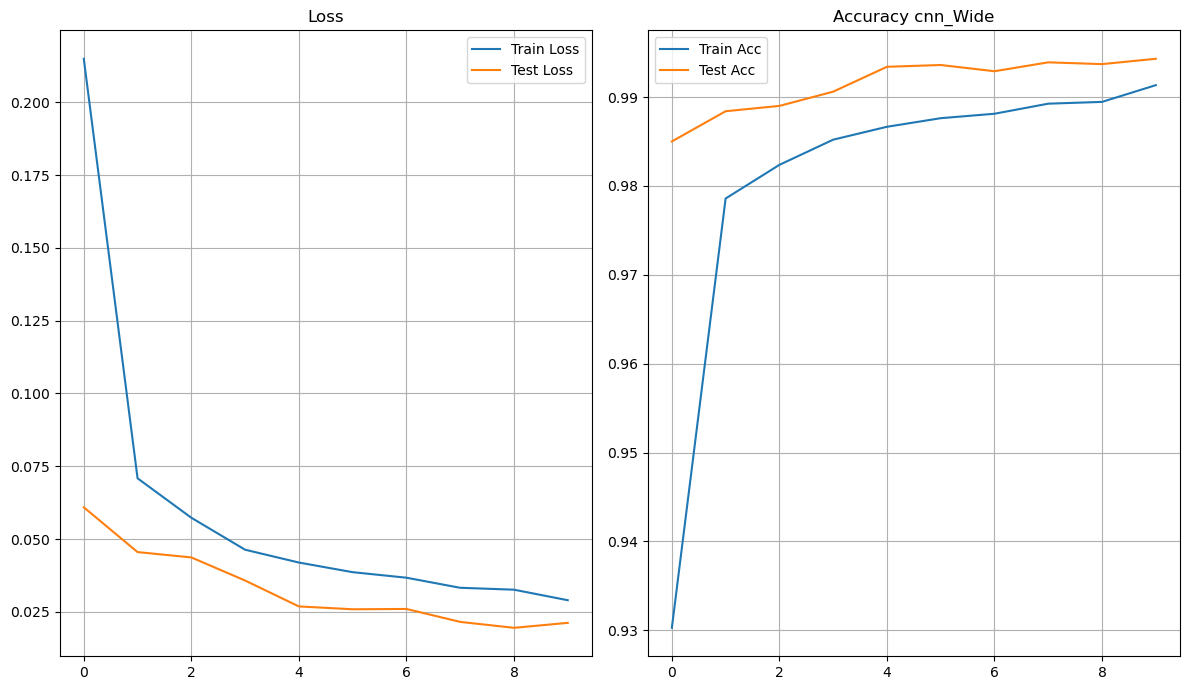 Loss
Train Loss
Test Loss
0.200
0.175
0.150
0.125
0.100
0.075
0.050
0.025
0 2 4 6 8
Accuracy cnn_Wide
Train Acc
Test Acc
0.99
0.98
0.97
0.96
0.95
0.94
0.93
0 2 4 6 8